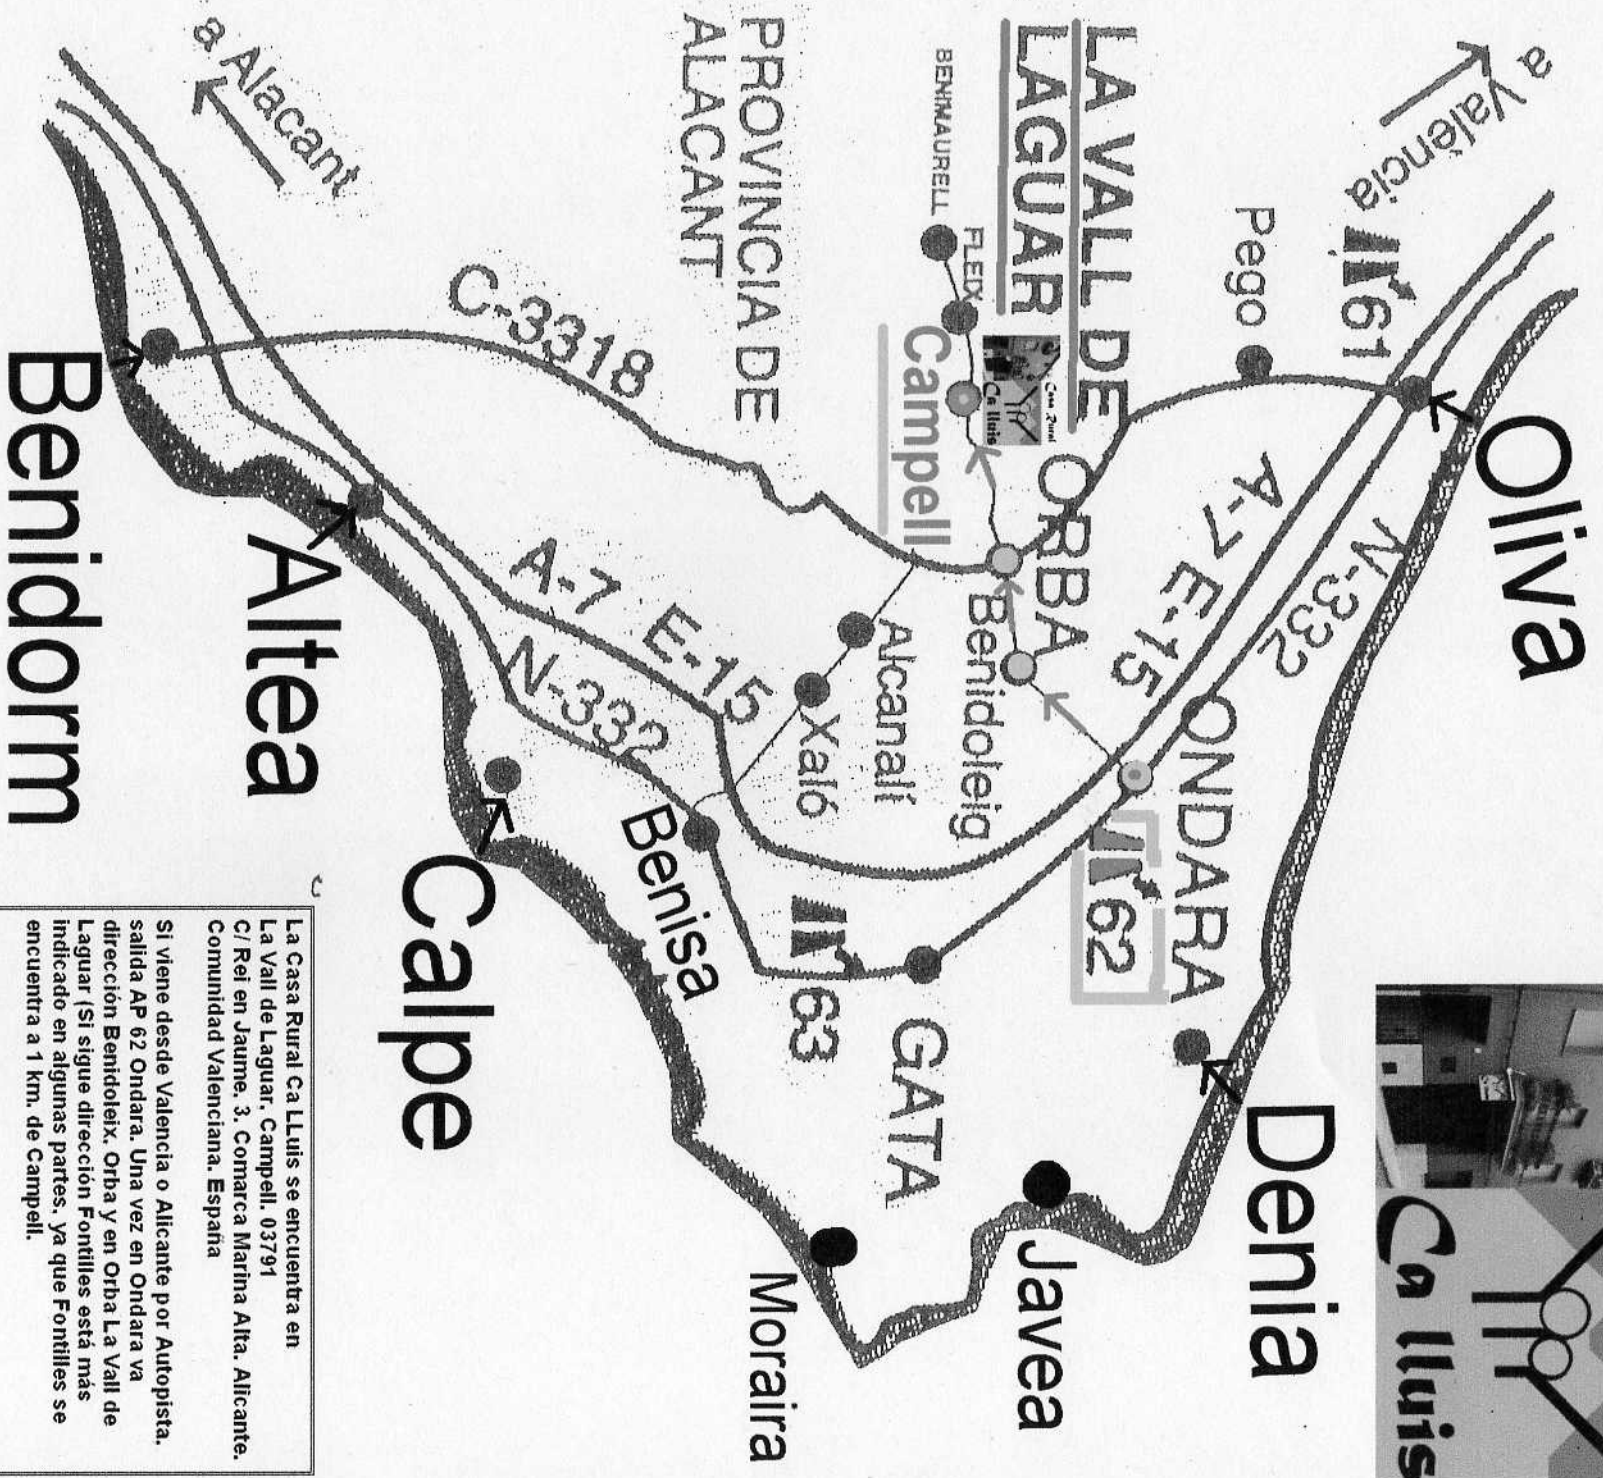 a València
61
Pego
Oliva
A-7 E-15
N-332
LA VALL DE
LAGUAR
ORBA
ONDARA
62
Denia
Ca lluis
BENIMAURELL
FLEIX
Campell
Casa Rural
Ca lluis
Benidoleig
Alcanalí
Xaló
GATA
Javea
PROVINCIA DE
ALACANT
C-3318
A-7 E-15
N-332
Benisa
63
Moraira
a Alacant
Benidorm
Altea
Calpe
La Casa Rural Ca LLuis se encuentra en
La Vall de Laguar. Campell. 03791
C/ Rei en Jaume. 3. Comarca Marina Alta. Alicante.
Comunidad Valenciana. España
Si viene desde Valencia o Alicante por Autopista.
salida AP 62 Ondara. Una vez en Ondara va
dirección Benidoleix. Orba y en Orba La Vall de
Laguar (Si sigue dirección Fontilles está más
indicado en algunas partes. ya que Fontilles se
encuentra a 1 km. de Campell.